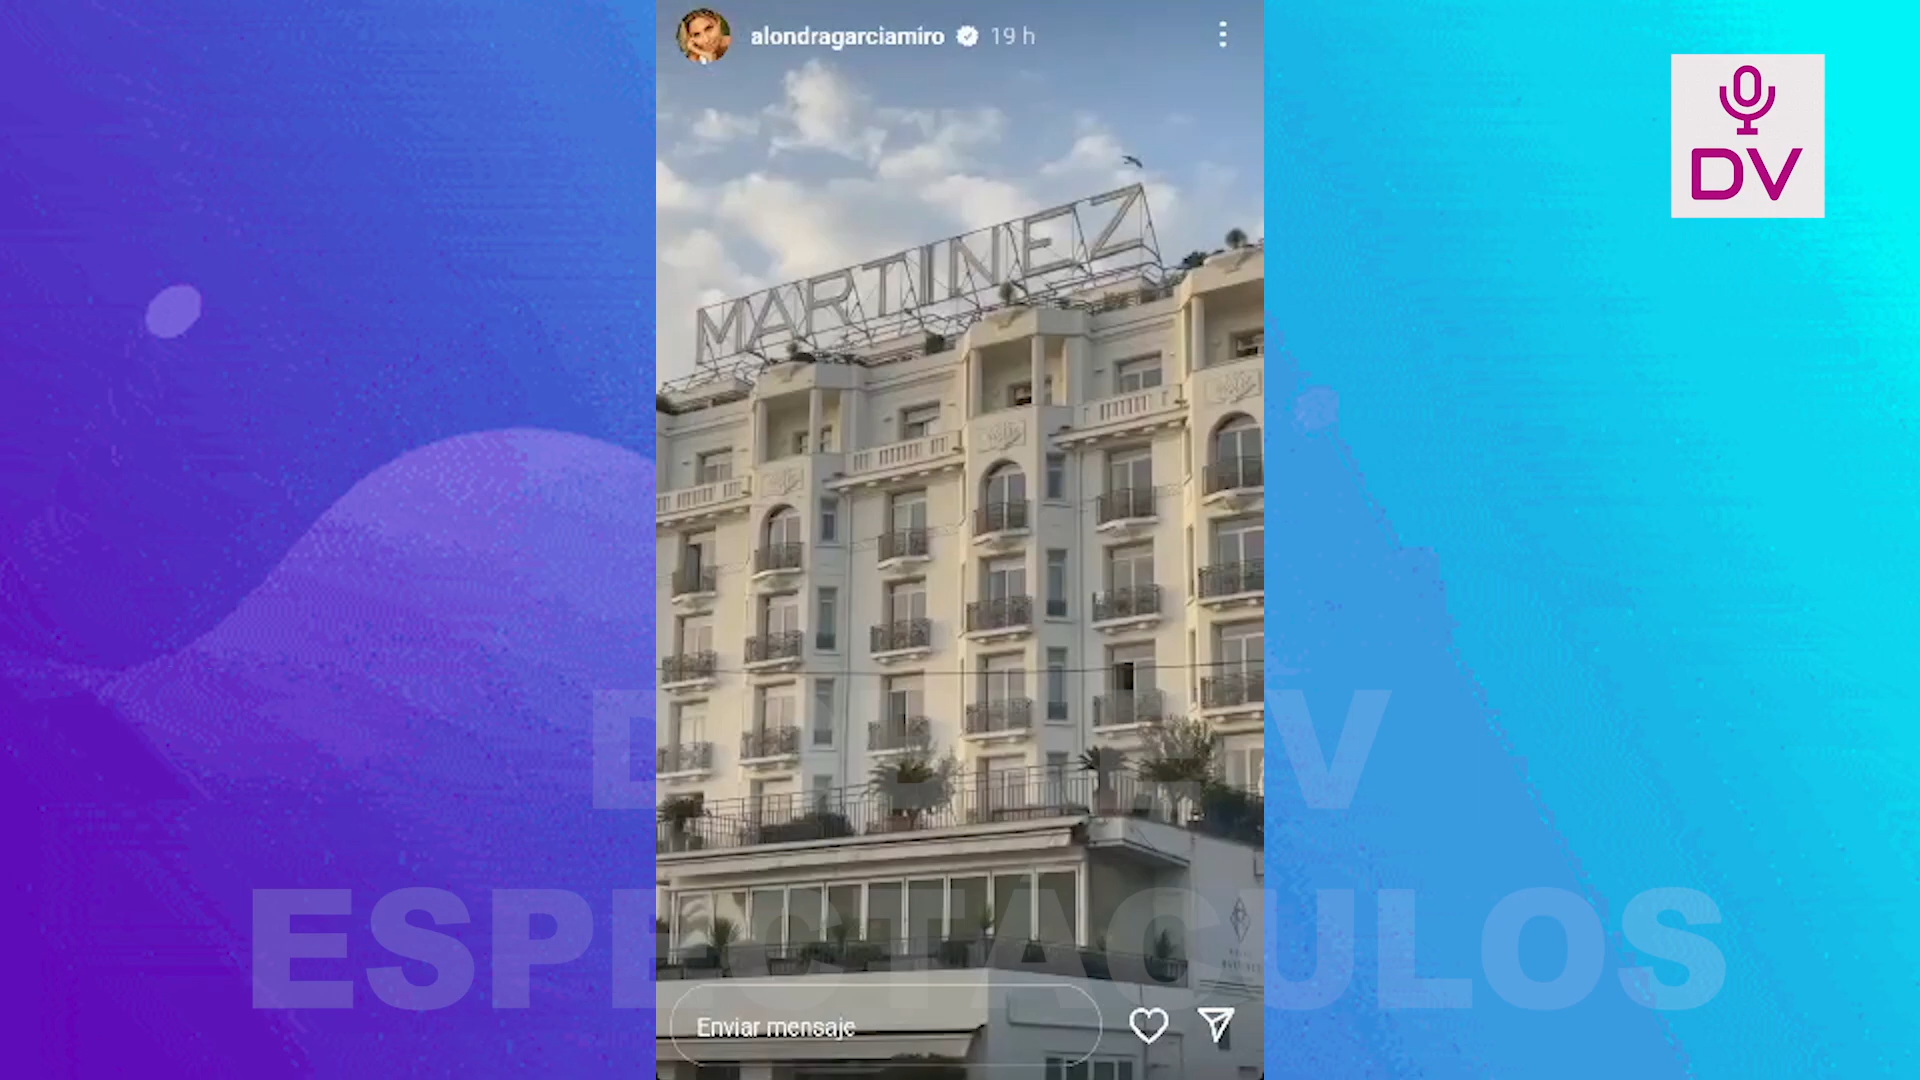 alondragarciamiro 19 h
DV
MARTINEZ
ESPECTACULOS
Enviar mensaje